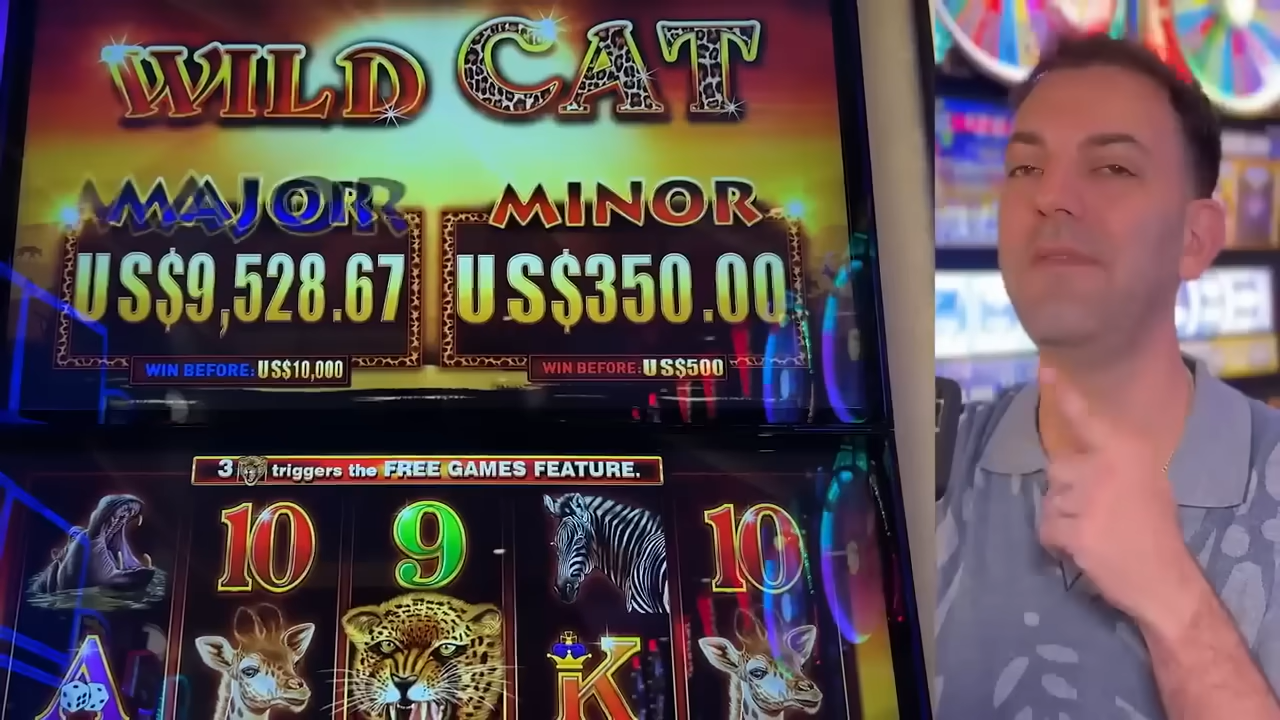 WILD CAT
MAJOR
US$9,528.67
WIN BEFORE: US$10,000
MINOR
US$350.00
WIN BEFORE: US$500
3 triggers the FREE GAMES FEATURE.
10 9 10
A K